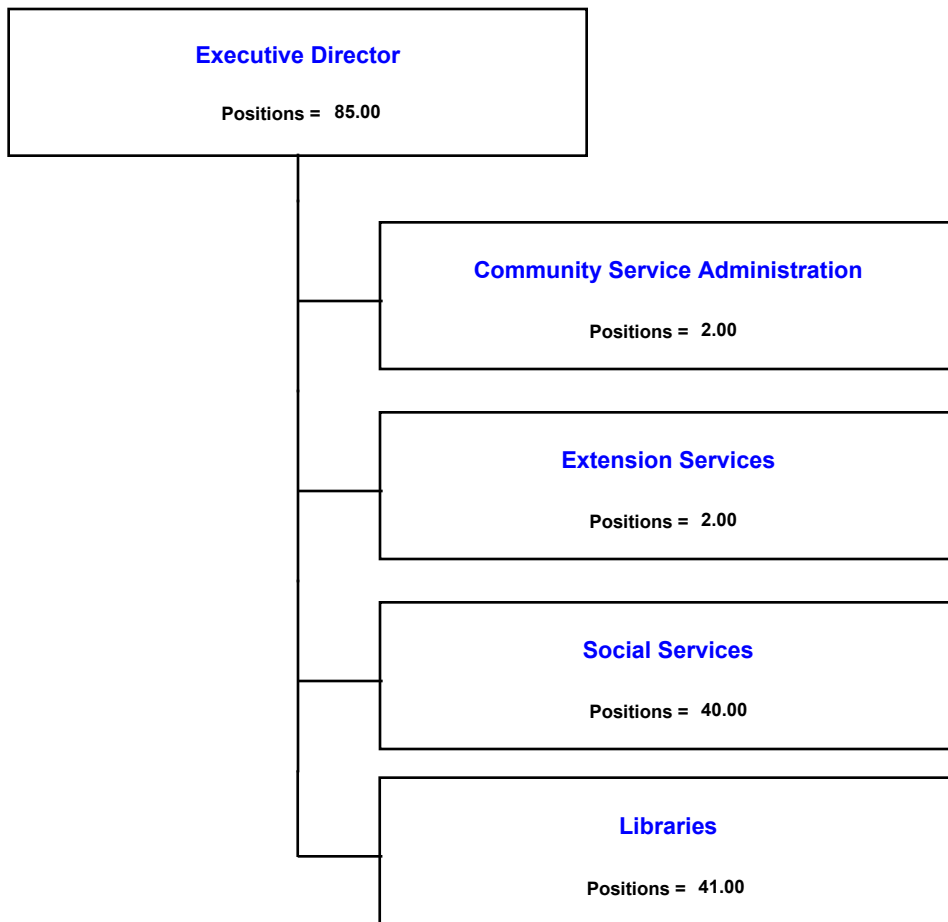 Executive Director
Positions = 85.00
Community Service Administration
Positions = 2.00
Extension Services
Positions = 2.00
Social Services
Positions = 40.00
Libraries
Positions = 41.00